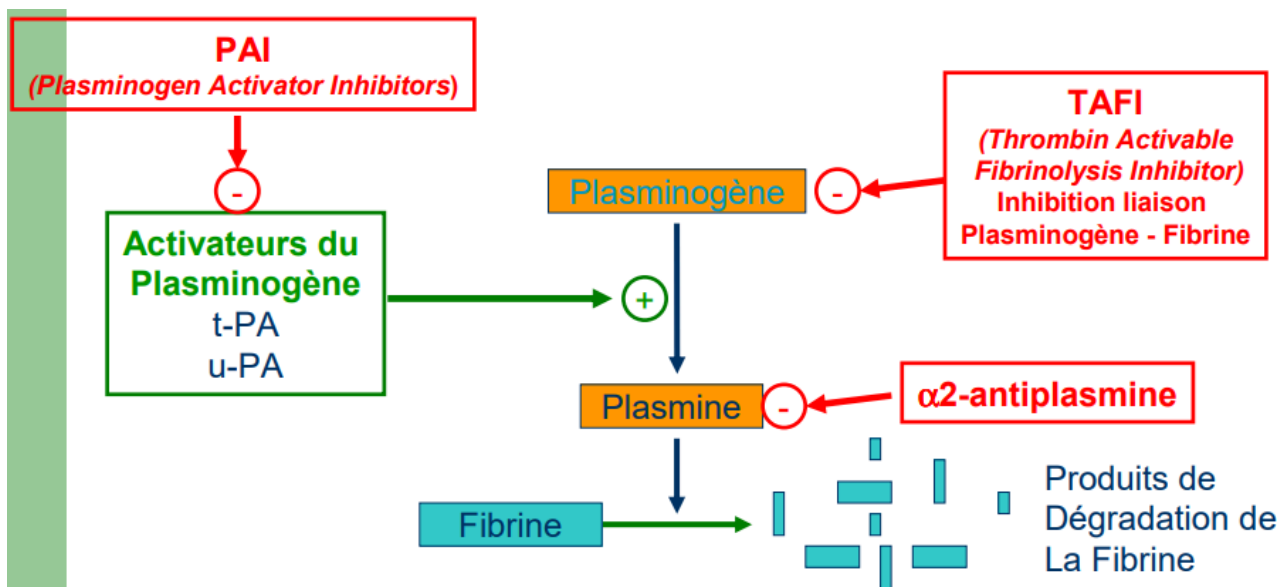 PAI
(Plasminogen Activator Inhibitors)
-
Activateurs du
Plasminogène
t-PA
u-PA
+
Plasminogène
-
TAFI
(Thrombin Activable
Fibrinolysis Inhibitor)
Inhibition liaison
Plasminogène - Fibrine
Plasmine
-
α2-antiplasmine
Fibrine
Produits de
Dégradation de
La Fibrine